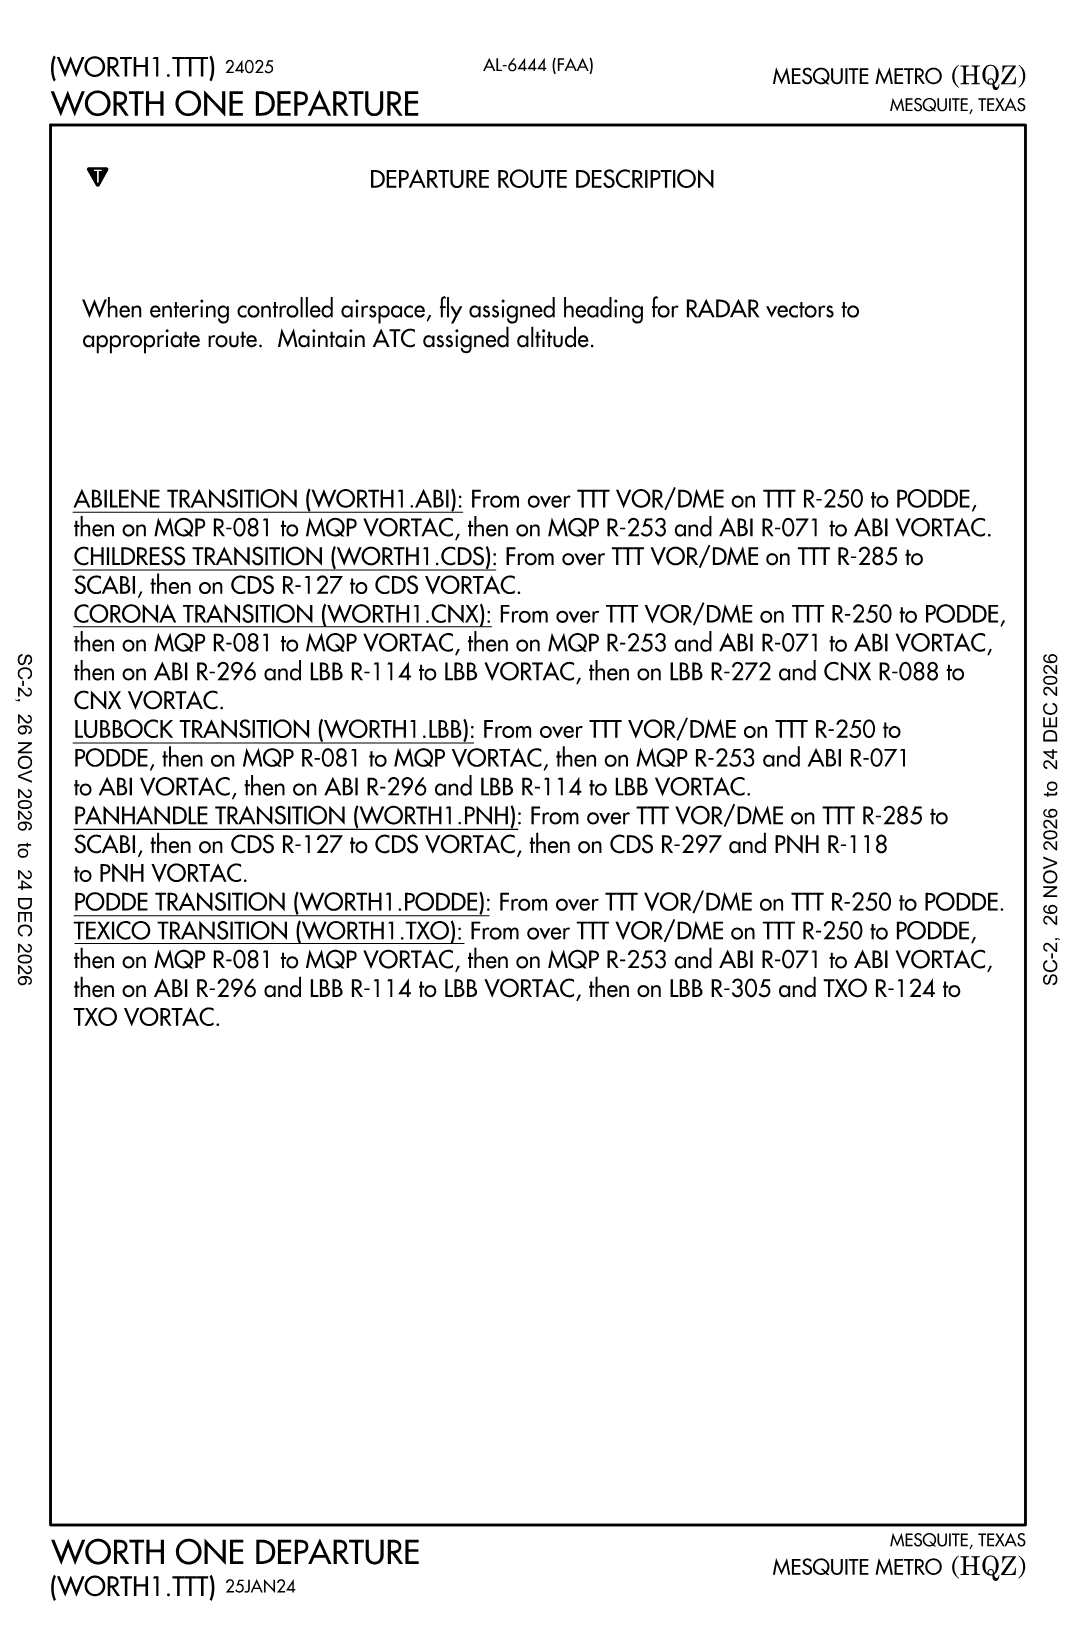 (WORTH1.TTT) 24025
AL-6444 (FAA)
MESQUITE METRO (HQZ)
WORTH ONE DEPARTURE
MESQUITE, TEXAS
T
DEPARTURE ROUTE DESCRIPTION
When entering controlled airspace, fly assigned heading for RADAR vectors to
appropriate route.  Maintain ATC assigned altitude.
ABILENE TRANSITION (WORTH1.ABI): From over TTT VOR/DME on TTT R-250 to PODDE,
then on MQP R-081 to MQP VORTAC, then on MQP R-253 and ABI R-071 to ABI VORTAC.
CHILDRESS TRANSITION (WORTH1.CDS): From over TTT VOR/DME on TTT R-285 to
SCABI, then on CDS R-127 to CDS VORTAC.
CORONA TRANSITION (WORTH1.CNX): From over TTT VOR/DME on TTT R-250 to PODDE,
then on MQP R-081 to MQP VORTAC, then on MQP R-253 and ABI R-071 to ABI VORTAC,
then on ABI R-296 and LBB R-114 to LBB VORTAC, then on LBB R-272 and CNX R-088 to
CNX VORTAC.
LUBBOCK TRANSITION (WORTH1.LBB): From over TTT VOR/DME on TTT R-250 to
PODDE, then on MQP R-081 to MQP VORTAC, then on MQP R-253 and ABI R-071
to ABI VORTAC, then on ABI R-296 and LBB R-114 to LBB VORTAC.
PANHANDLE TRANSITION (WORTH1.PNH): From over TTT VOR/DME on TTT R-285 to
SCABI, then on CDS R-127 to CDS VORTAC, then on CDS R-297 and PNH R-118
to PNH VORTAC.
PODDE TRANSITION (WORTH1.PODDE): From over TTT VOR/DME on TTT R-250 to PODDE.
TEXICO TRANSITION (WORTH1.TXO): From over TTT VOR/DME on TTT R-250 to PODDE,
then on MQP R-081 to MQP VORTAC, then on MQP R-253 and ABI R-071 to ABI VORTAC,
then on ABI R-296 and LBB R-114 to LBB VORTAC, then on LBB R-305 and TXO R-124 to
TXO VORTAC.
SC-2, 26 NOV 2026 to 24 DEC 2026
SC-2, 26 NOV 2026 to 24 DEC 2026
WORTH ONE DEPARTURE
MESQUITE, TEXAS
(WORTH1.TTT) 25JAN24
MESQUITE METRO (HQZ)